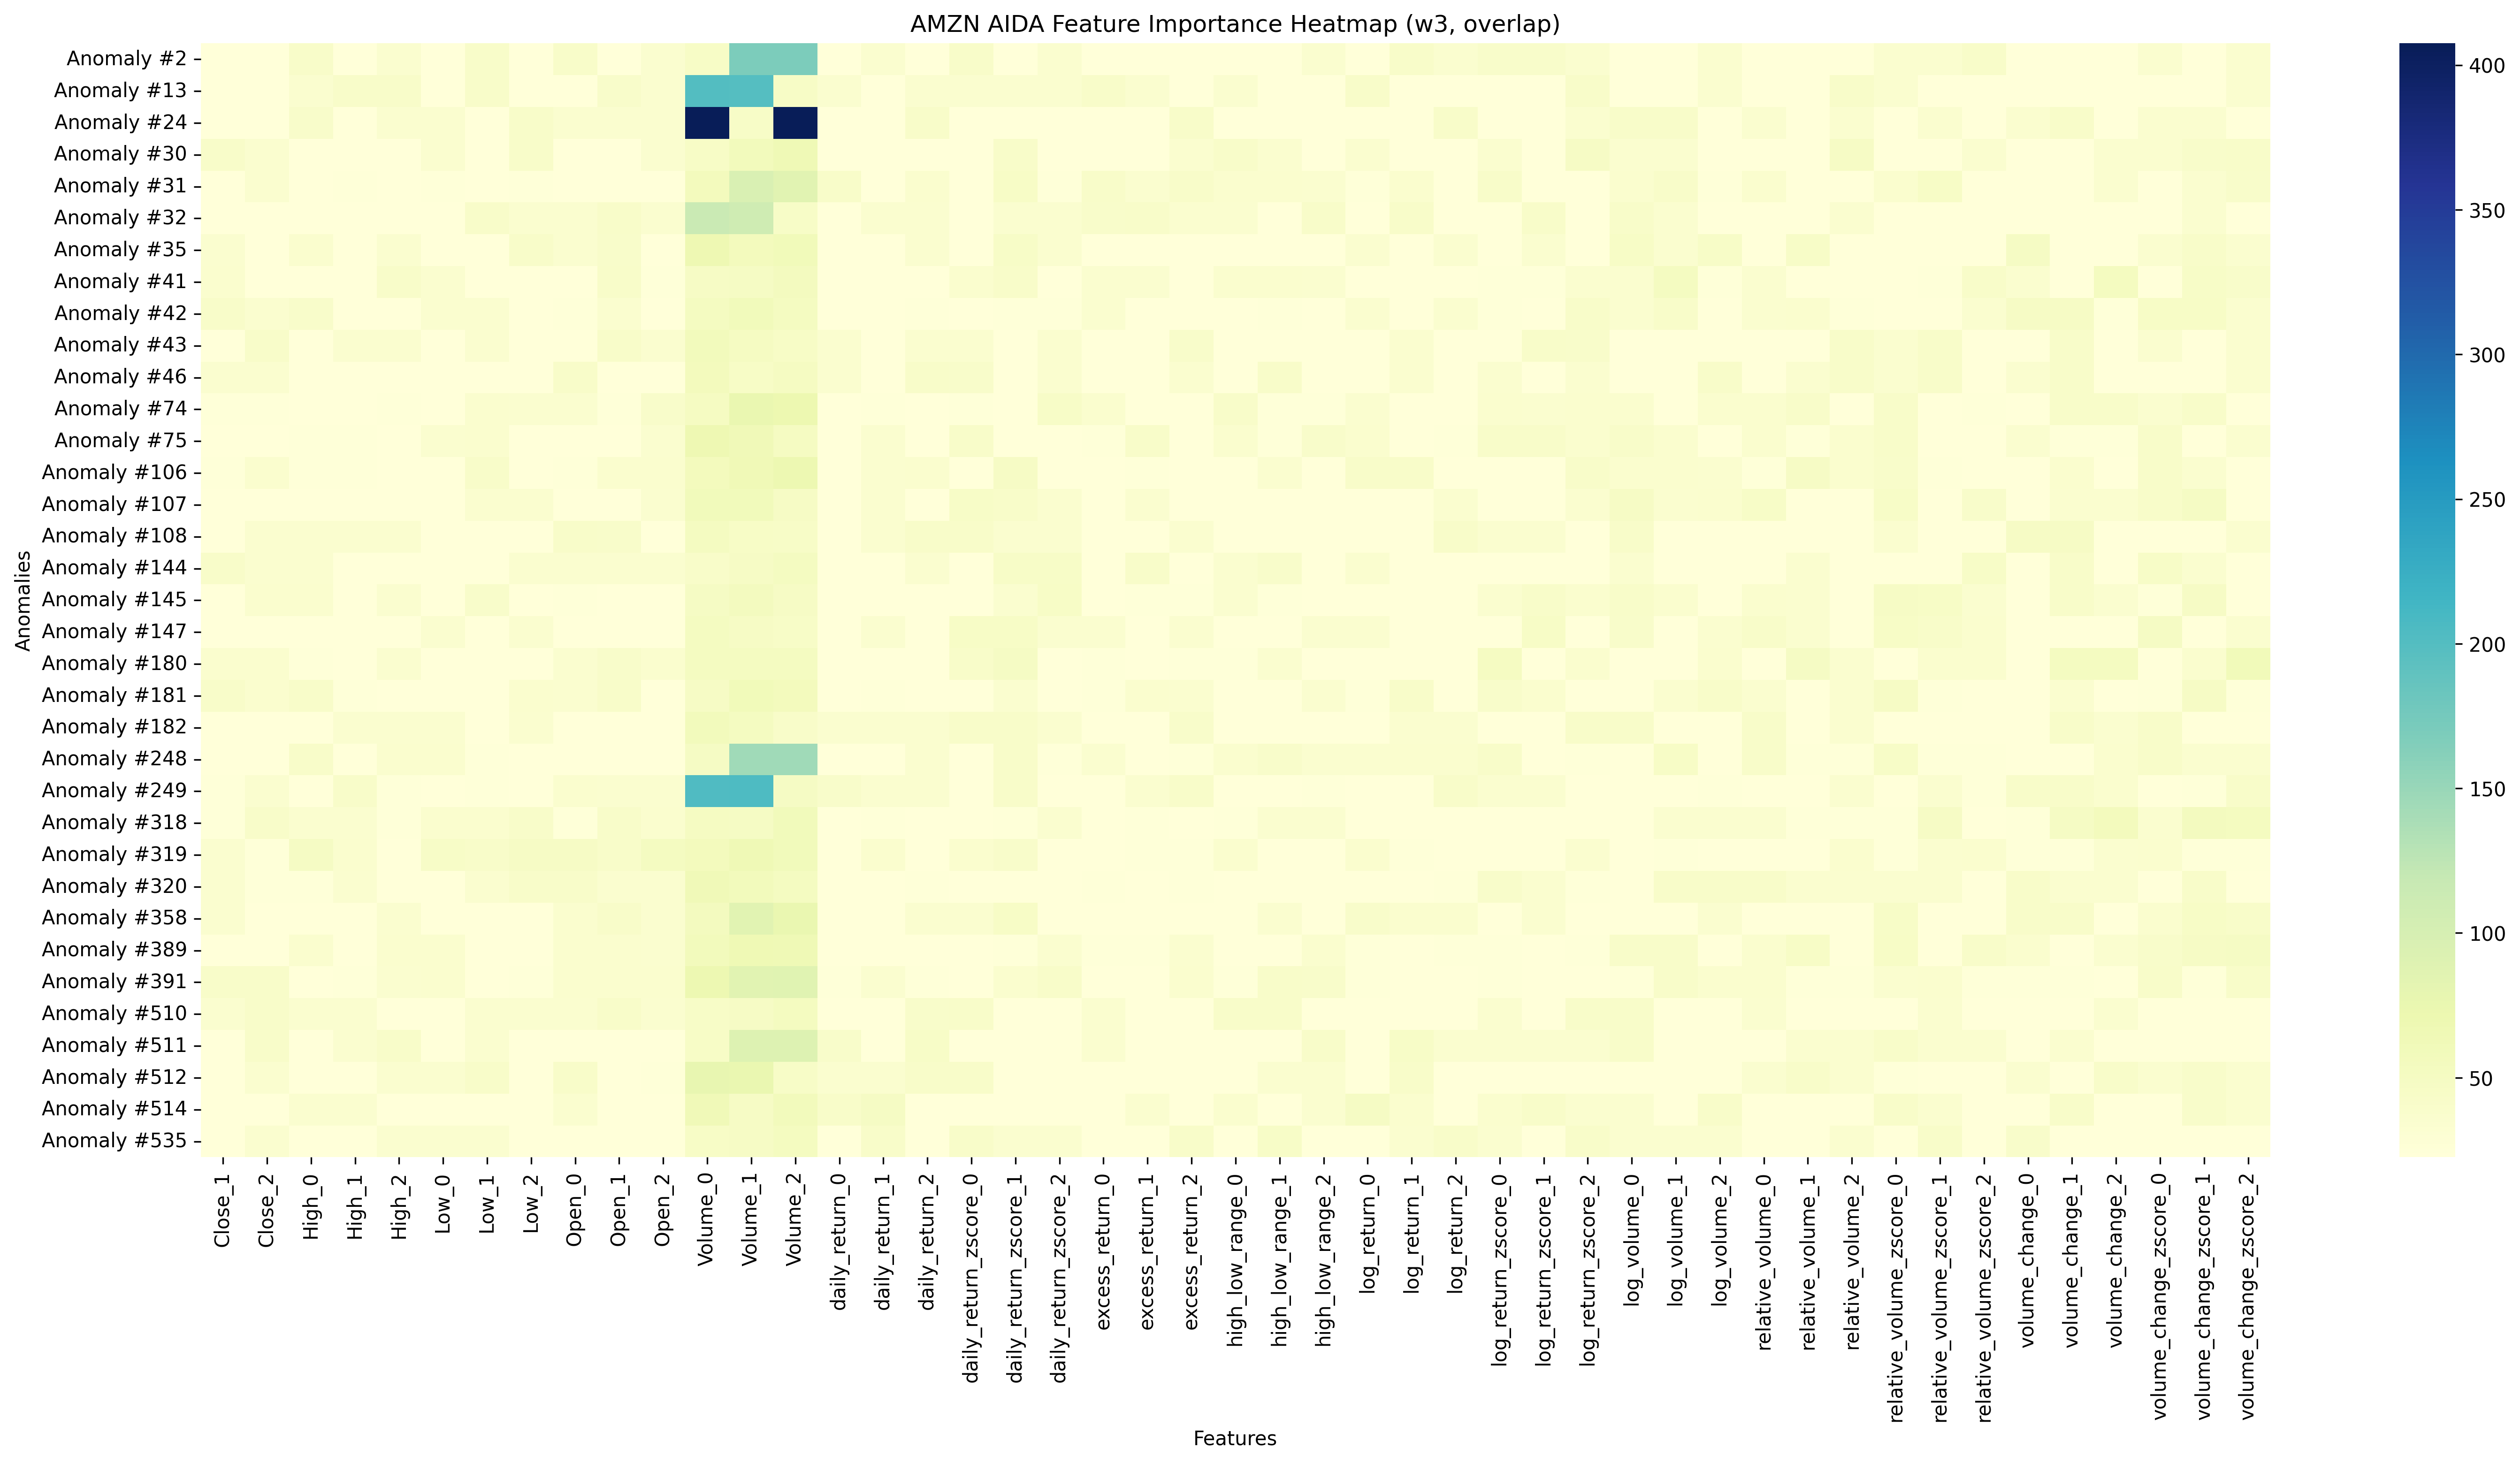 AMZN AIDA Feature Importance Heatmap (w3, overlap)
Anomaly #2
Anomaly #13
Anomaly #24
Anomaly #30
Anomaly #31
Anomaly #32
Anomaly #35
Anomaly #41
Anomaly #42
Anomaly #43
Anomaly #46
Anomaly #74
Anomaly #75
Anomaly #106
Anomaly #107
Anomaly #108
Anomaly #144
Anomaly #145
Anomaly #147
Anomaly #180
Anomaly #181
Anomaly #182
Anomaly #248
Anomaly #249
Anomaly #318
Anomaly #319
Anomaly #320
Anomaly #358
Anomaly #389
Anomaly #391
Anomaly #510
Anomaly #511
Anomaly #512
Anomaly #514
Anomaly #535
Anomalies
Close_1
Close_2
High_0
High_1
High_2
Low_0
Low_1
Low_2
Open_0
Open_1
Open_2
Volume_0
Volume_1
Volume_2
daily_return_0
daily_return_1
daily_return_2
daily_return_zscore_0
daily_return_zscore_1
daily_return_zscore_2
excess_return_0
excess_return_1
excess_return_2
high_low_range_0
high_low_range_1
high_low_range_2
log_return_0
log_return_1
log_return_2
log_return_zscore_0
log_return_zscore_1
log_return_zscore_2
log_volume_0
log_volume_1
log_volume_2
relative_volume_0
relative_volume_1
relative_volume_2
relative_volume_zscore_0
relative_volume_zscore_1
relative_volume_zscore_2
volume_change_0
volume_change_1
volume_change_2
volume_change_zscore_0
volume_change_zscore_1
volume_change_zscore_2
Features
400
350
300
250
200
150
100
50